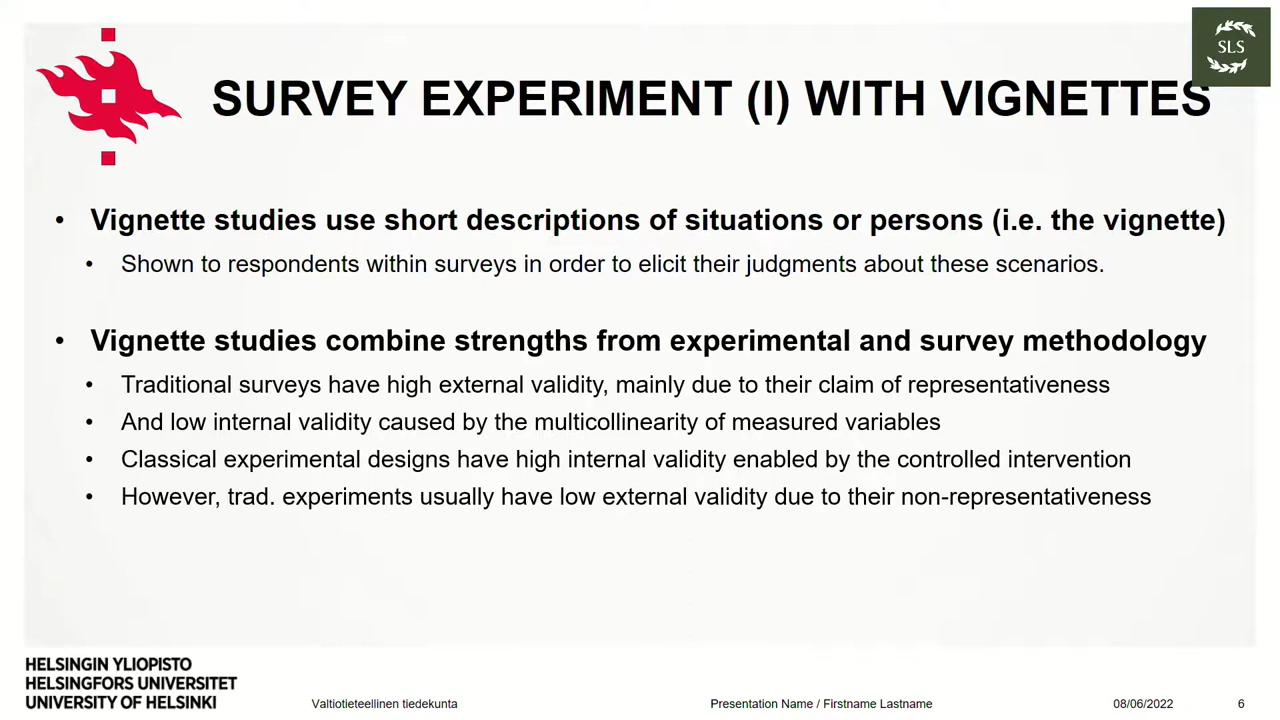 SLS
SURVEY EXPERIMENT (I) WITH VIGNETTES
• Vignette studies use short descriptions of situations or persons (i.e. the vignette)
• Shown to respondents within surveys in order to elicit their judgments about these scenarios.
• Vignette studies combine strengths from experimental and survey methodology
• Traditional surveys have high external validity, mainly due to their claim of representativeness
• And low internal validity caused by the multicollinearity of measured variables
• Classical experimental designs have high internal validity enabled by the controlled intervention
• However, trad. experiments usually have low external validity due to their non-representativeness
HELSINGIN YLIOPISTO
HELSINGFORS UNIVERSITET
UNIVERSITY OF HELSINKI
Valtiotieteellinen tiedekunta
Presentation Name / Firstname Lastname
08/06/2022
6